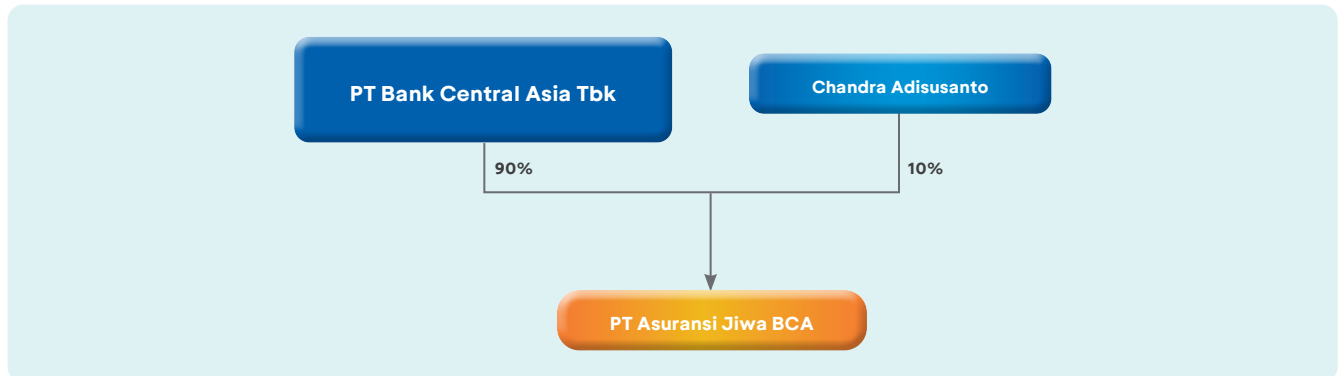 PT Bank Central Asia Tbk
Chandra Adisusanto
90%
10%
PT Asuransi Jiwa BCA